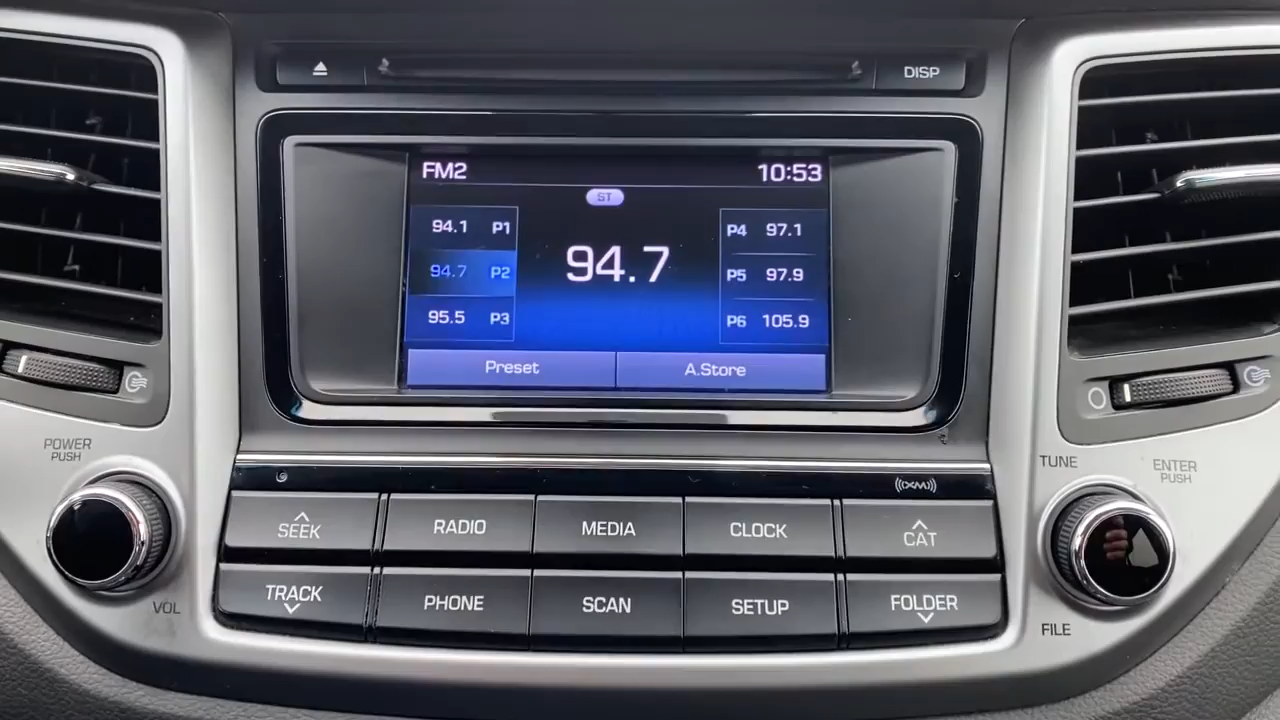 DISP
FM2 10:53
ST
94.1 P1
94.7 P2
95.5 P3
94.7
P4 97.1
P5 97.9
P6 105.9
Preset A.Store
POWER
PUSH
VOL
((XM))
SEEK RADIO MEDIA CLOCK CAT
TRACK PHONE SCAN SETUP FOLDER
TUNE
ENTER
PUSH
FILE